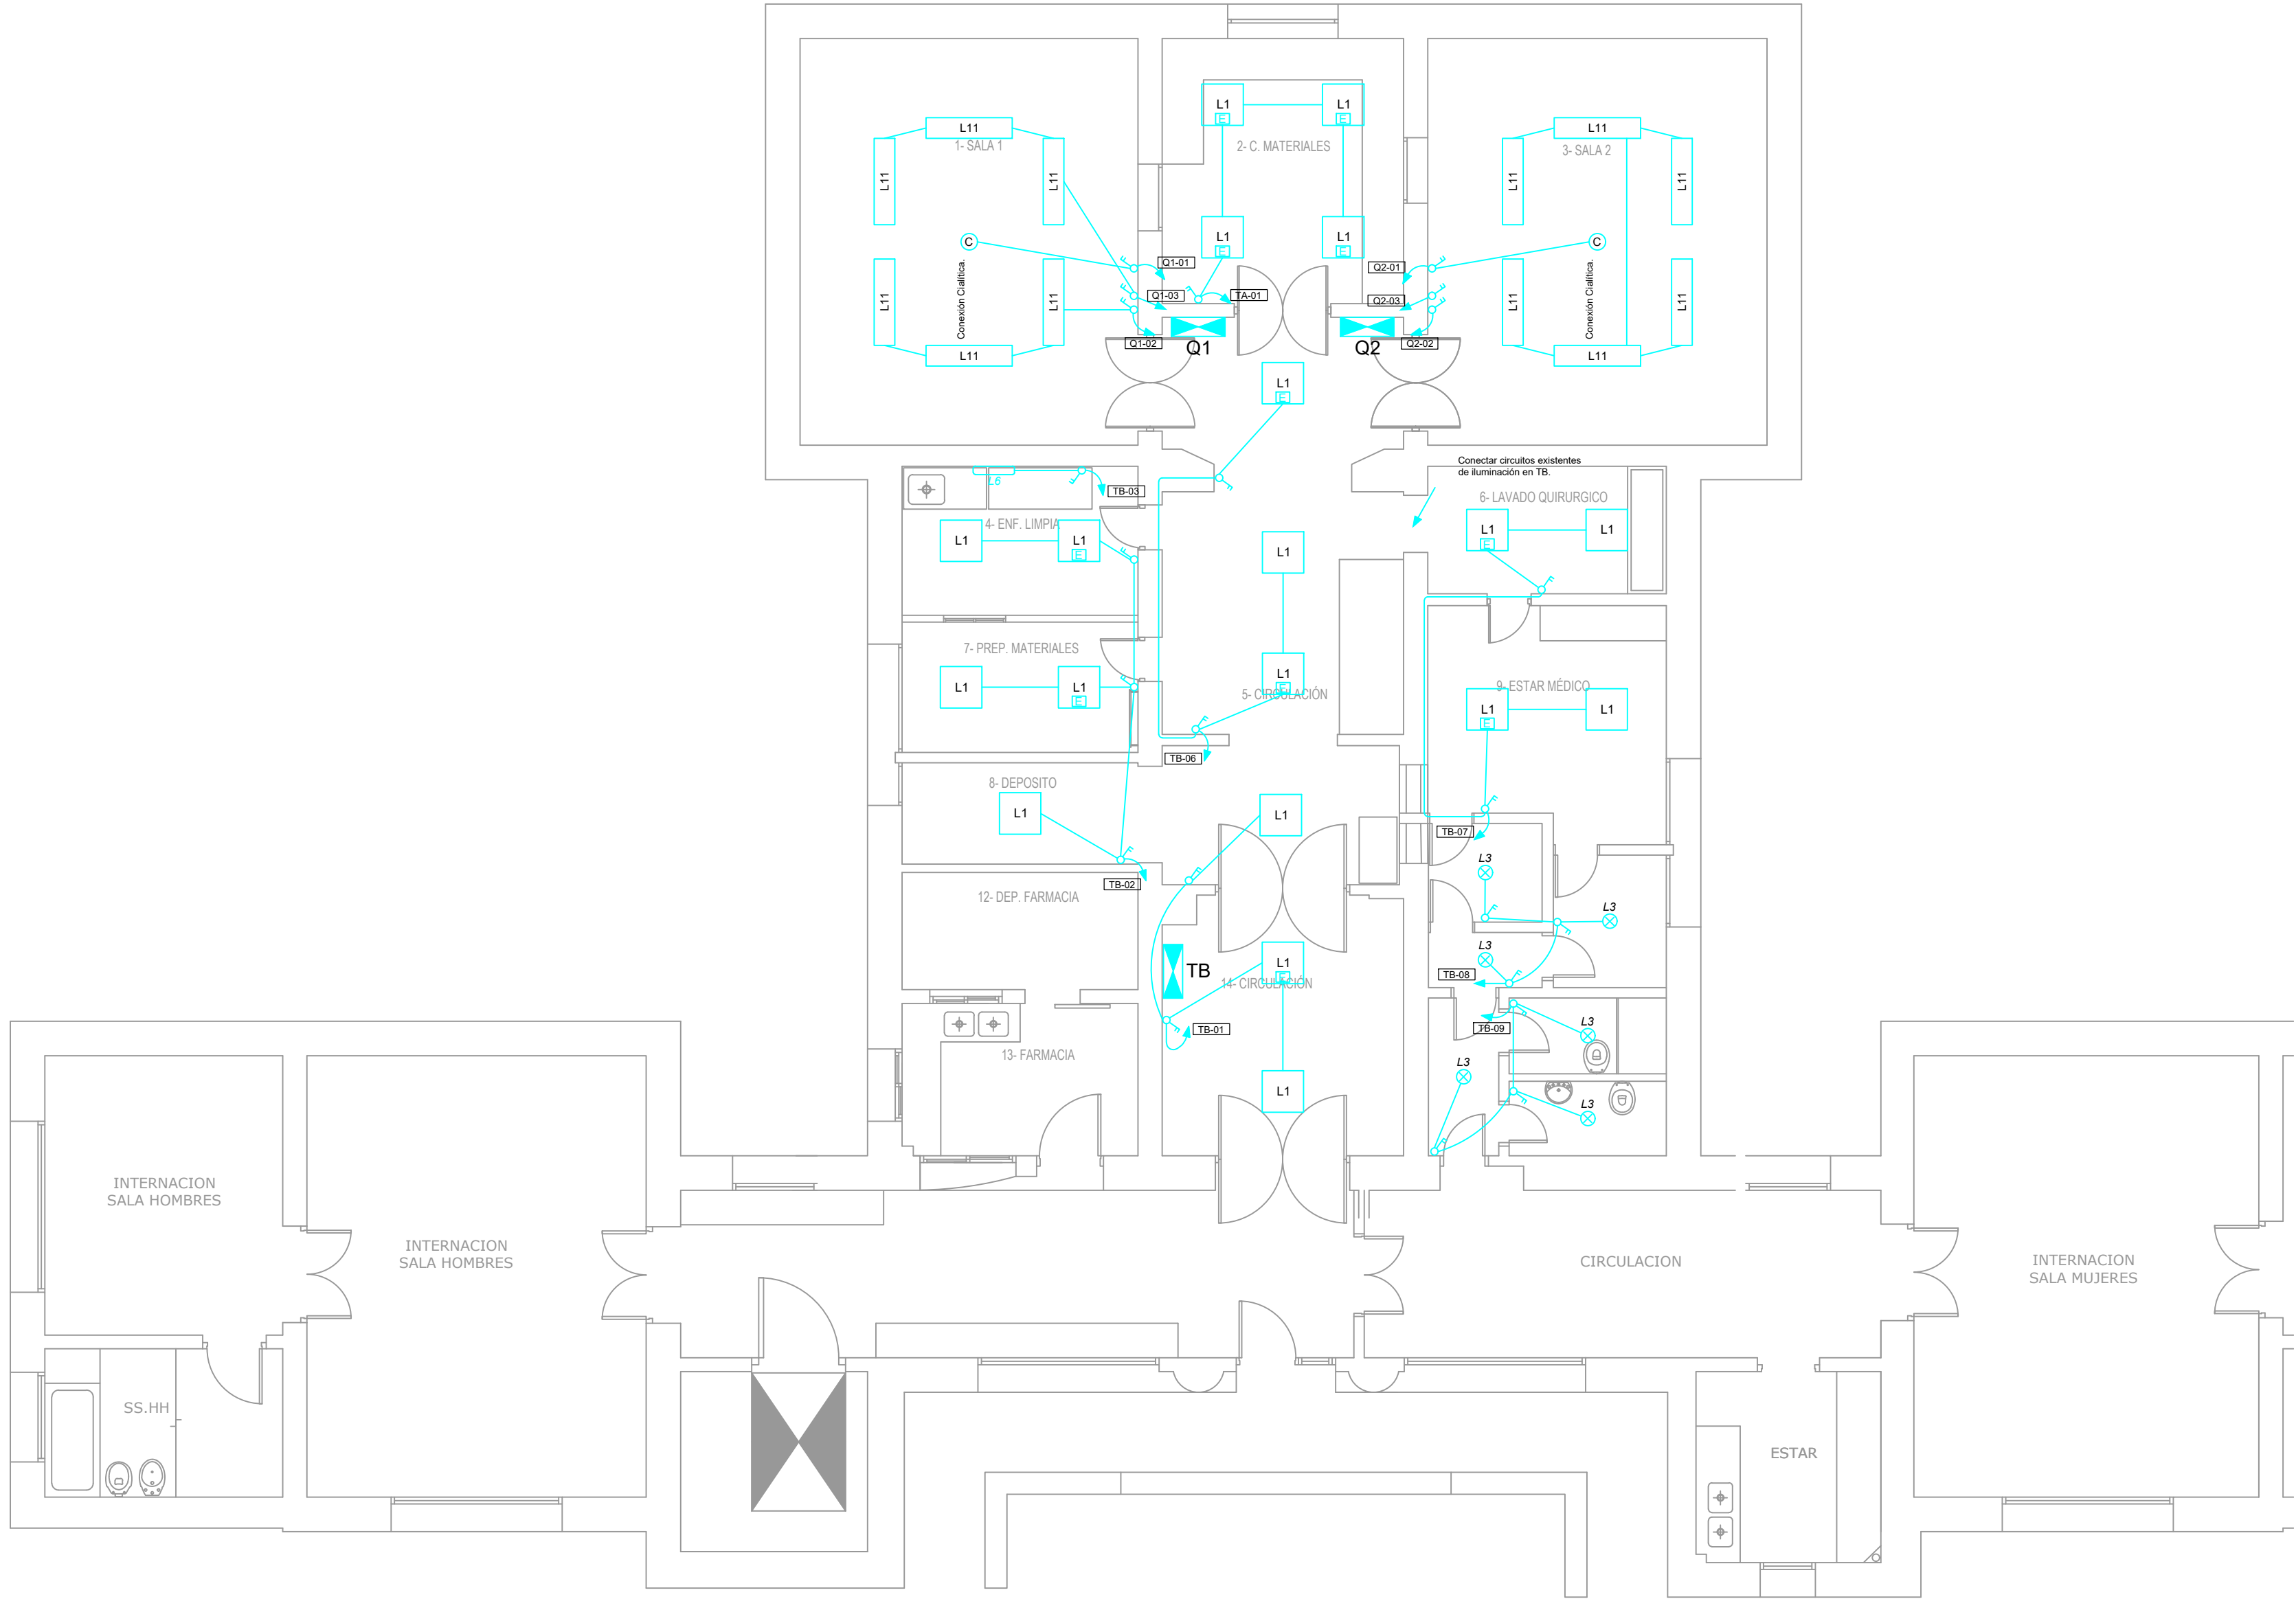 L1
L1
E
E
L11
L11
1- SALA 1
2- C. MATERIALES
3- SALA 2
L11
L11
L11
L11
L1
L1
E
E
C
C
Q1-01
Q2-01
Conexión Cialítica.
Conexión Cialítica.
Q1-03
TA-01
Q2-03
L11
L11
L11
L11
Q1-02
Q2-02
Q1
Q2
L11
L11
L1
E
Conectar circuitos existentes
de iluminación en TB.
L6
TB-03
6- LAVADO QUIRURGICO
4- ENF. LIMPIA
L1
L1
E
L1
E
L1
L1
7- PREP. MATERIALES
L1
E
9- ESTAR MÉDICO
5- CIRCULACIÓN
L1
L1
E
L1
E
L1
TB-06
8- DEPOSITO
L1
L1
TB-07
L3
TB-02
12- DEP. FARMACIA
L3
L3
L1
E
TB
TB-08
14- CIRCULACIÓN
L3
TB-01
TB-09
13- FARMACIA
L3
L1
L3
INTERNACION
SALA HOMBRES
INTERNACION
SALA HOMBRES
CIRCULACION
INTERNACION
SALA MUJERES
SS.HH
ESTAR